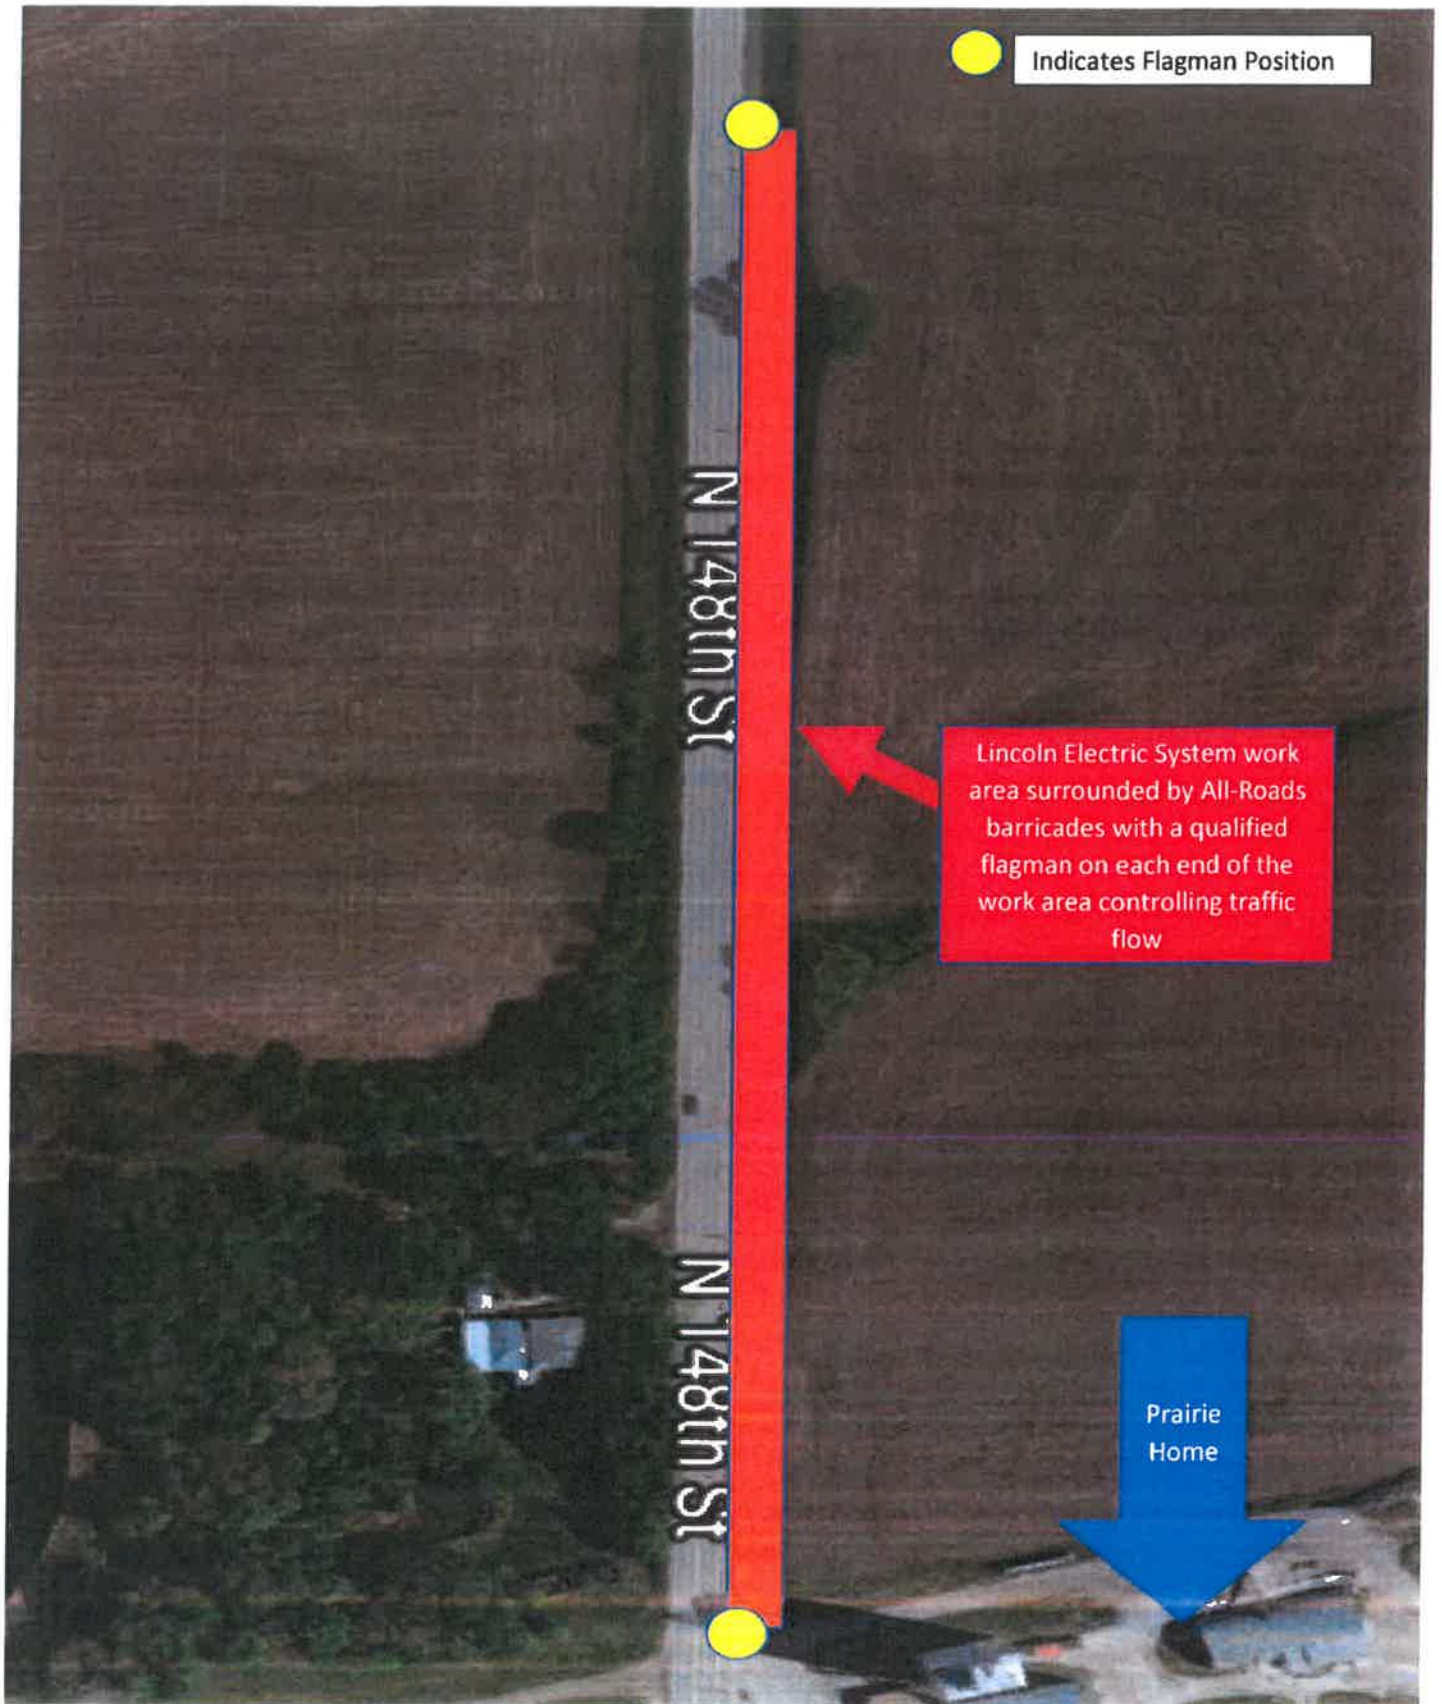 Indicates Flagman Position
N 148th St
Lincoln Electric System work
area surrounded by All-Roads
barricades with a qualified
flagman on each end of the
work area controlling traffic
flow
N 148th St
Prairie
Home